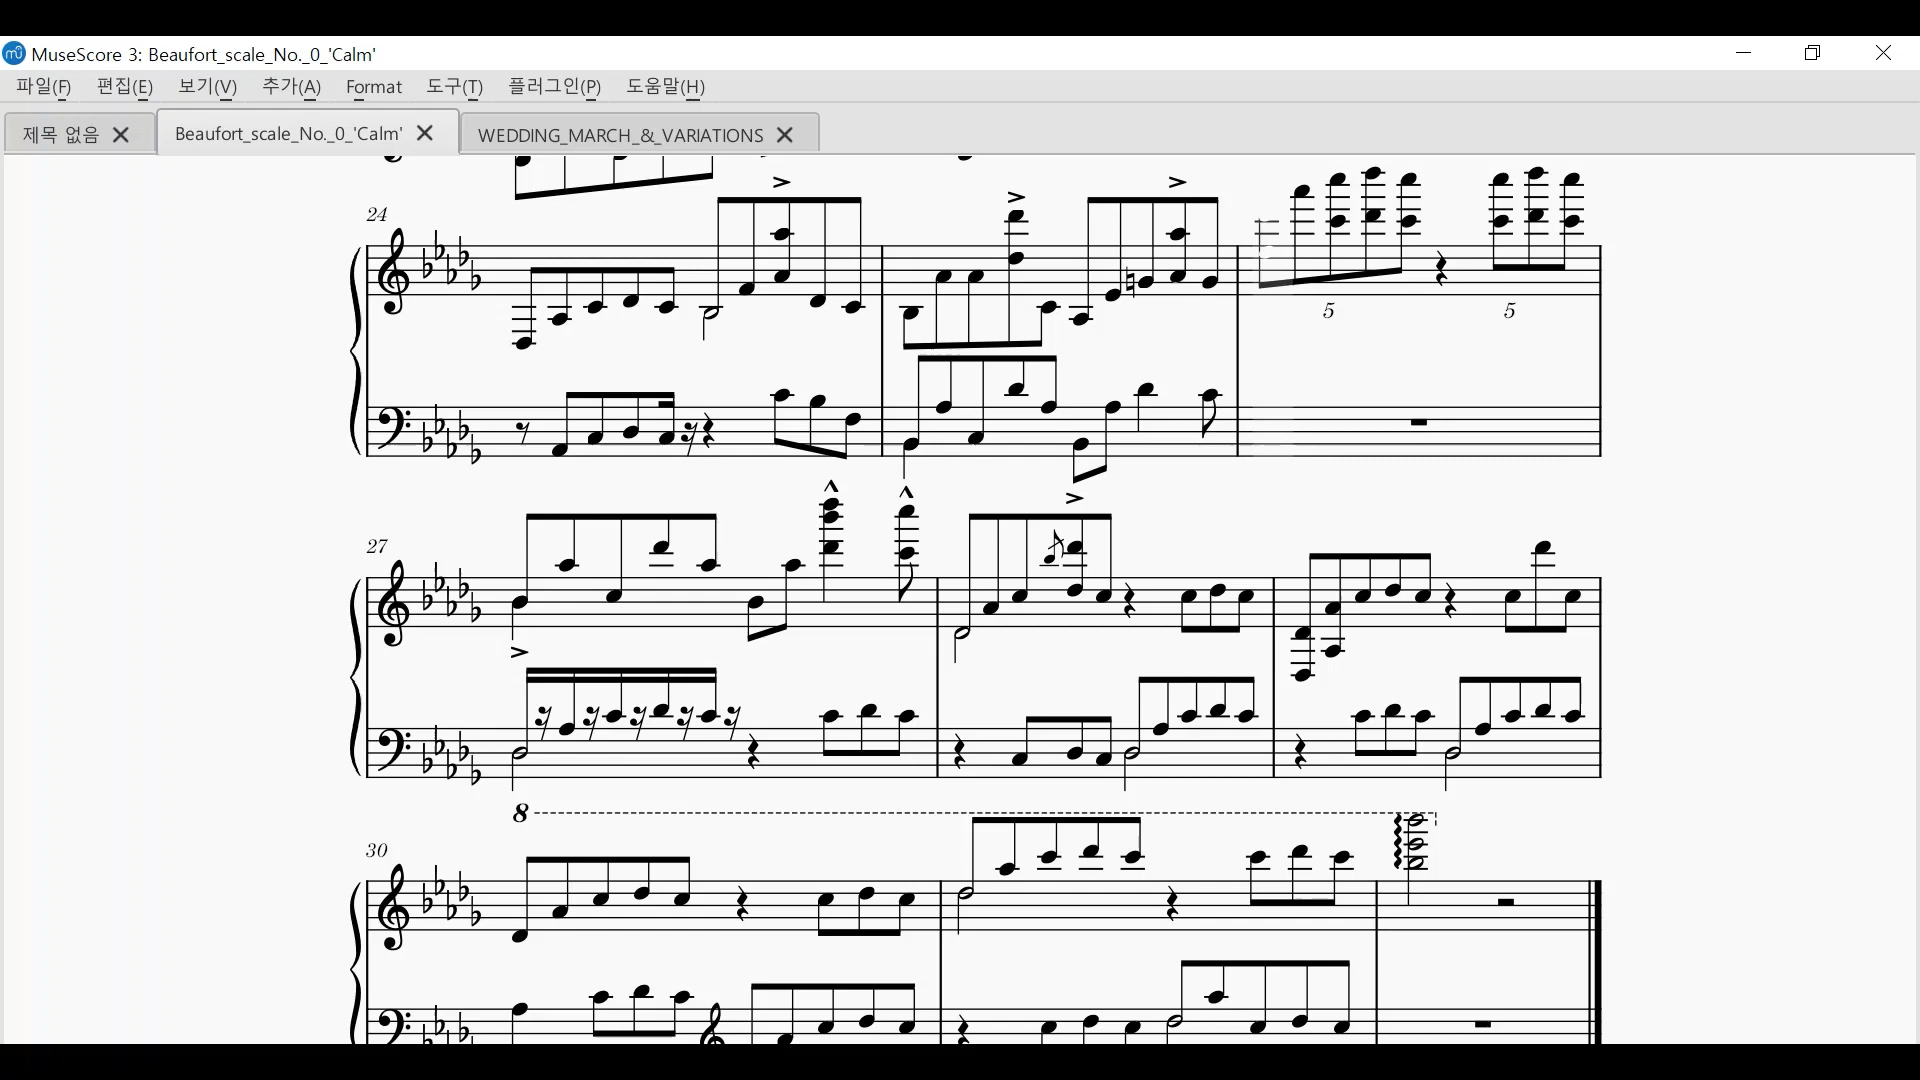 MuseScore 3: Beaufort_scale_No._0_'Calm'
파일(F) 편집(E) 보기(V) 추가(A) Format 도구(T) 플러그인(P) 도움말(H)
제목 없음 Beaufort_scale_No._0_'Calm' WEDDING_MARCH_&_VARIATIONS
24
5 5
27
8
30